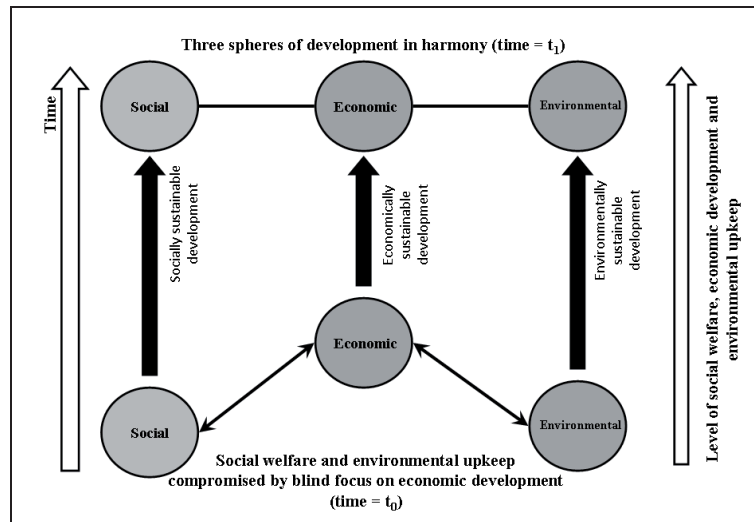 Three spheres of development in harmony (time = t1)
Time
Social
Economic
Environmental
Socially sustainable
development
Economically
sustainable
development
Environmentally
sustainable
development
Level of social welfare, economic development and
environmental upkeep
Economic
Social
Environmental
Social welfare and environmental upkeep
compromised by blind focus on economic development
(time = t0)